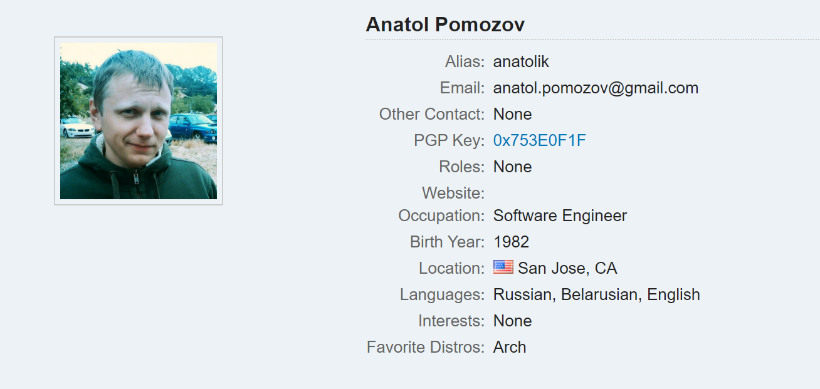 Anatol Pomozov
Alias: anatolik
Email: anatol.pomozov@gmail.com
Other Contact: None
PGP Key: 0x753E0F1F
Roles: None
Website:
Occupation: Software Engineer
Birth Year: 1982
Location: San Jose, CA
Languages: Russian, Belarusian, English
Interests: None
Favorite Distros: Arch